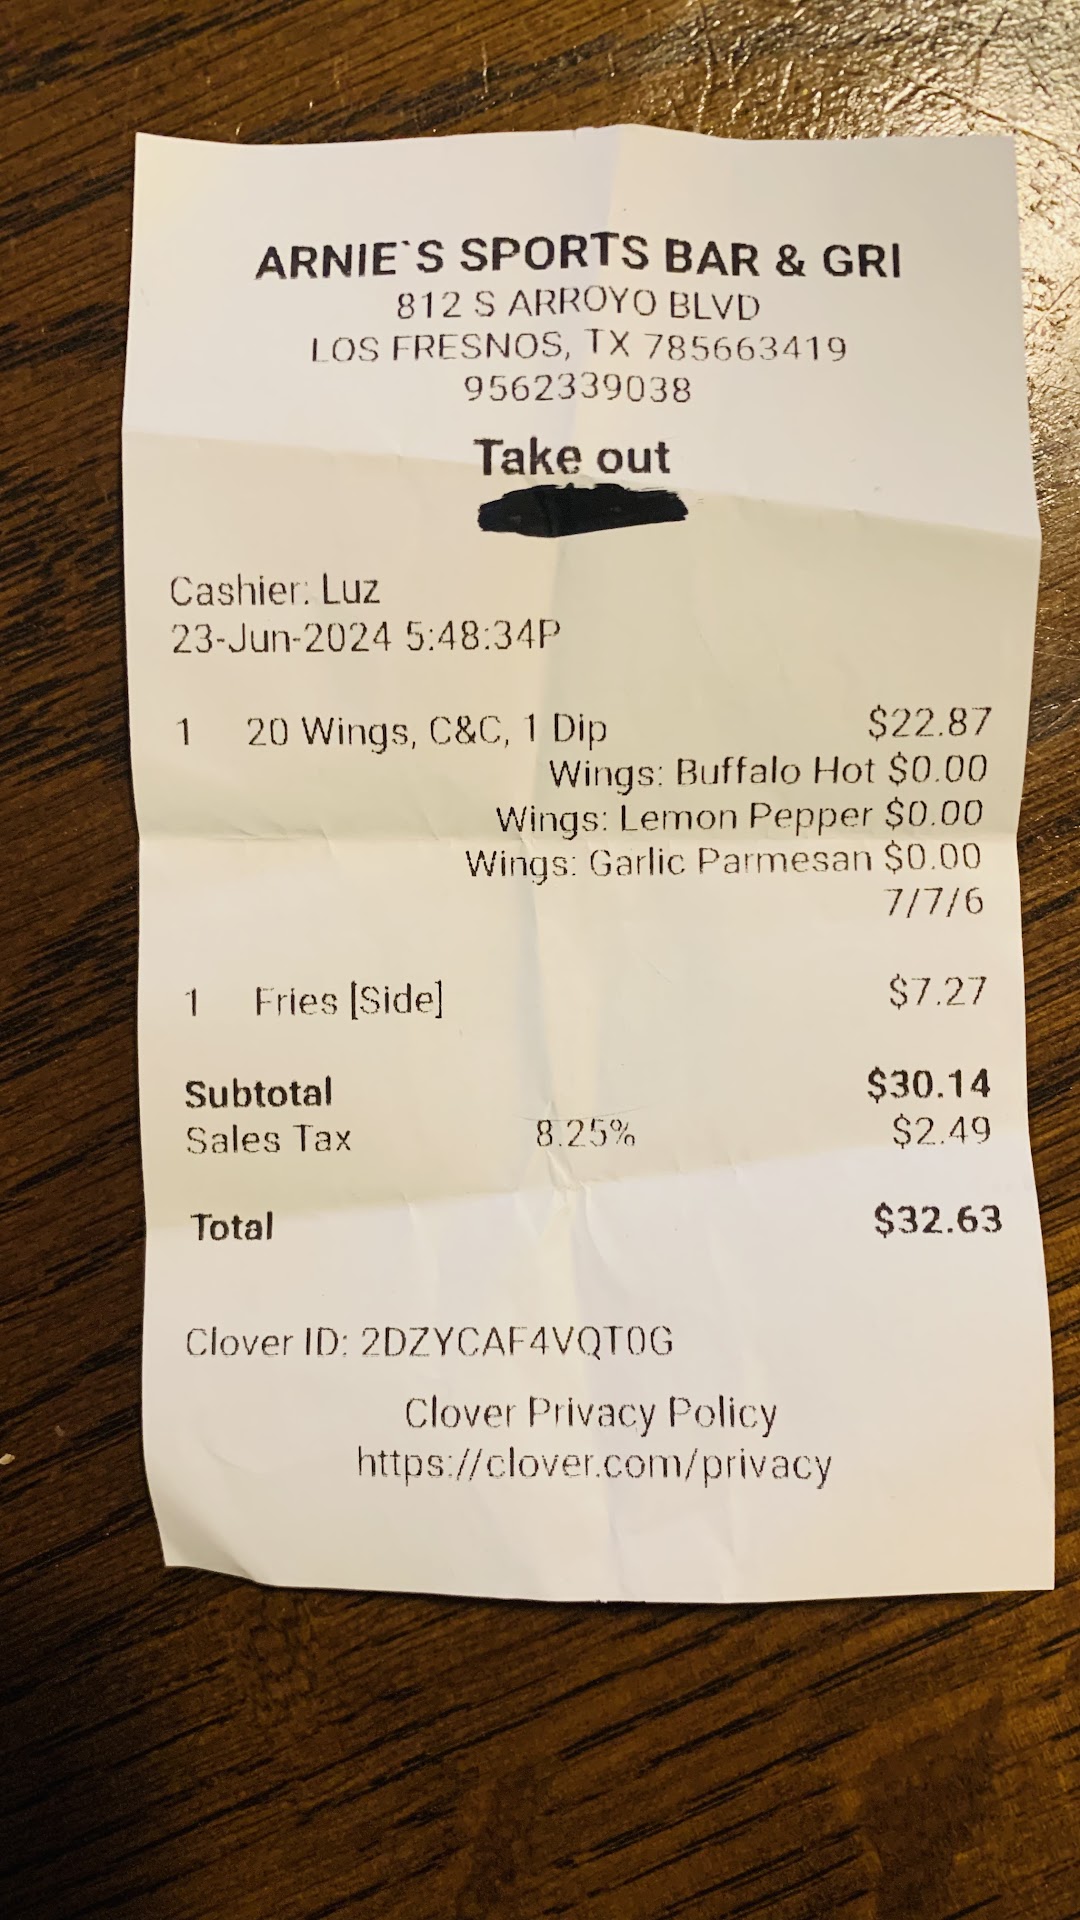 ARNIE`S SPORTS BAR & GRI
812 S ARROYO BLVD
LOS FRESNOS, TX 785663419
9562339038
Take out
Cashier: Luz
23-Jun-2024 5:48:34P
1 20 Wings, C&C, 1 Dip $22.87
Wings: Buffalo Hot $0.00
Wings: Lemon Pepper $0.00
Wings: Garlic Parmesan $0.00
7/7/6
1 Fries [Side] $7.27
Subtotal $30.14
Sales Tax 8.25% $2.49
Total $32.63
Clover ID: 2DZYCAF4VQT0G
Clover Privacy Policy
https://clover.com/privacy